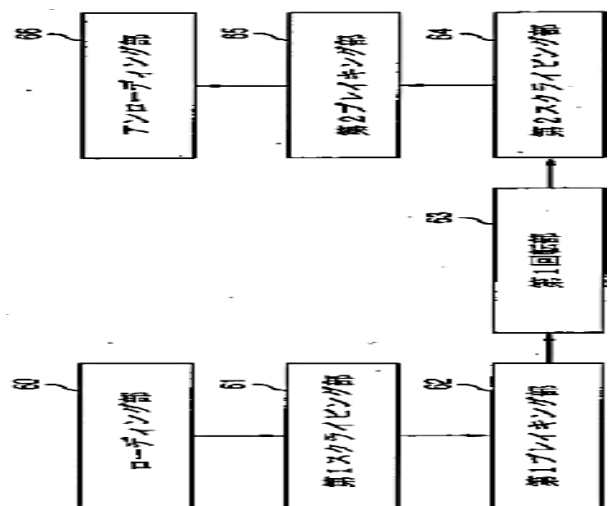 60
ローディング部
61
第1スクライビング部
62
第1ブレイキング部
63
第1回転部
64
第2スクライビング部
65
第2ブレイキング部
66
アンローディング部